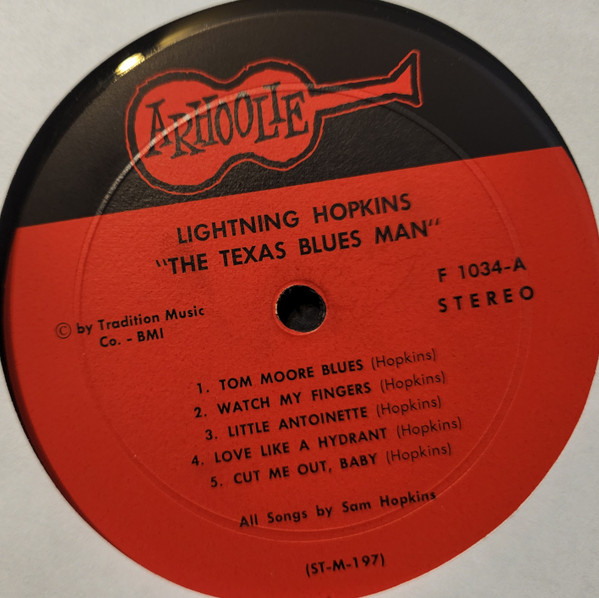 ARHOOLIE
LIGHTNING HOPKINS
"THE TEXAS BLUES MAN"
F 1034-A
STEREO
© by Tradition Music
Co. - BMI
1. TOM MOORE BLUES (Hopkins)
2. WATCH MY FINGERS (Hopkins)
3. LITTLE ANTOINETTE (Hopkins)
4. LOVE LIKE A HYDRANT (Hopkins)
5. CUT ME OUT, BABY (Hopkins)
All Songs by Sam Hopkins
(ST-M-197)